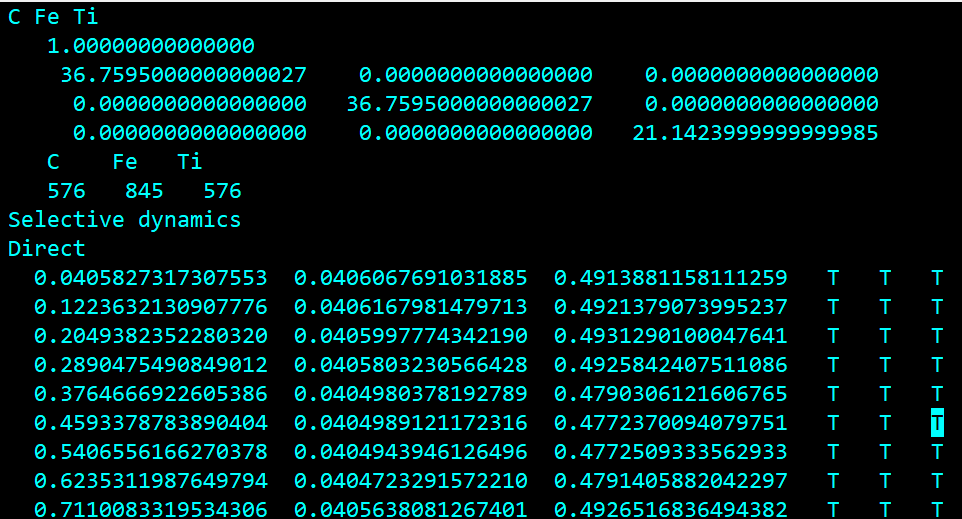 C Fe Ti
1.00000000000000
36.7595000000000027 0.0000000000000000 0.0000000000000000
0.0000000000000000 36.7595000000000027 0.0000000000000000
0.0000000000000000 0.0000000000000000 21.1423999999999985
C Fe Ti
576 845 576
Selective dynamics
Direct
0.0405827317307553 0.0406067691031885 0.4913881158111259 T T T
0.1223632130907776 0.0406167981479713 0.4921379073995237 T T T
0.2049382352280320 0.0405997774342190 0.4931290100047641 T T T
0.2890475490849012 0.0405803230566428 0.4925842407511086 T T T
0.3764666922605386 0.0404980378192789 0.4790306121606765 T T T
0.4593378783890404 0.0404989121172316 0.4772370094079751 T T T
0.5406556166270378 0.0404943946126496 0.4772509333562933 T T T
0.6235311987649794 0.0404723291572210 0.4791405882042297 T T T
0.7110083319534306 0.0405638081267401 0.4926516836494382 T T T